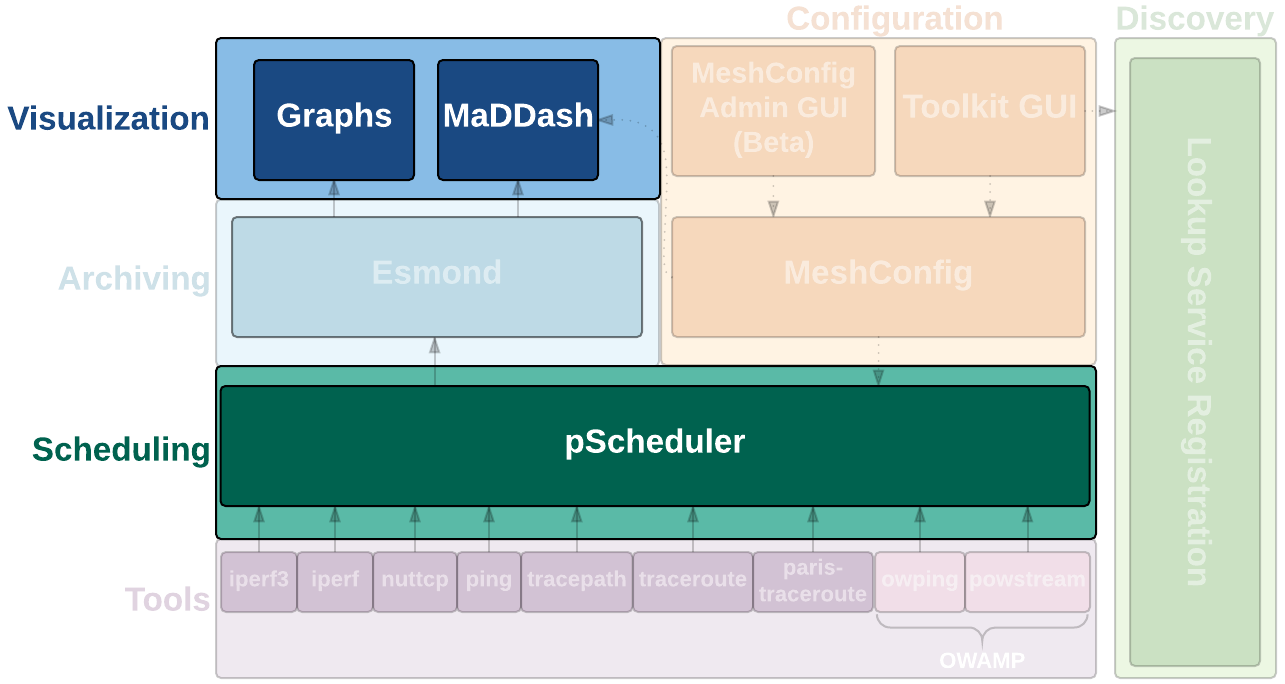 Configuration
Discovery
Visualization
Graphs
MaDDash
MeshConfig
Admin GUI
(Beta)
Toolkit GUI
Lookup Service Registration
Archiving
Esmond
MeshConfig
Scheduling
pScheduler
Tools
iperf3
iperf
nuttcp
ping
tracepath
traceroute
paris-
traceroute
owping
powstream
OWAMP